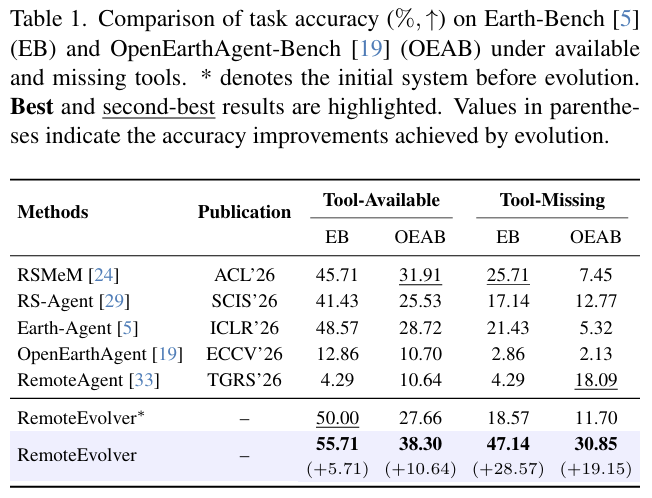 Table 1. Comparison of task accuracy (%, ↑) on Earth-Bench [5]
(EB) and OpenEarthAgent-Bench [19] (OEAB) under available
and missing tools. * denotes the initial system before evolution.
Best and second-best results are highlighted. Values in parenthe-
ses indicate the accuracy improvements achieved by evolution.
Methods Publication Tool-Available Tool-Missing
EB OEAB EB OEAB
RSMeM [24] ACL'26 45.71 31.91 25.71 7.45
RS-Agent [29] SCIS'26 41.43 25.53 17.14 12.77
Earth-Agent [5] ICLR'26 48.57 28.72 21.43 5.32
OpenEarthAgent [19] ECCV'26 12.86 10.70 2.86 2.13
RemoteAgent [33] TGRS'26 4.29 10.64 4.29 18.09
RemoteEvolver* – 50.00 27.66 18.57 11.70
RemoteEvolver – 55.71 38.30 47.14 30.85
(+5.71) (+10.64) (+28.57) (+19.15)